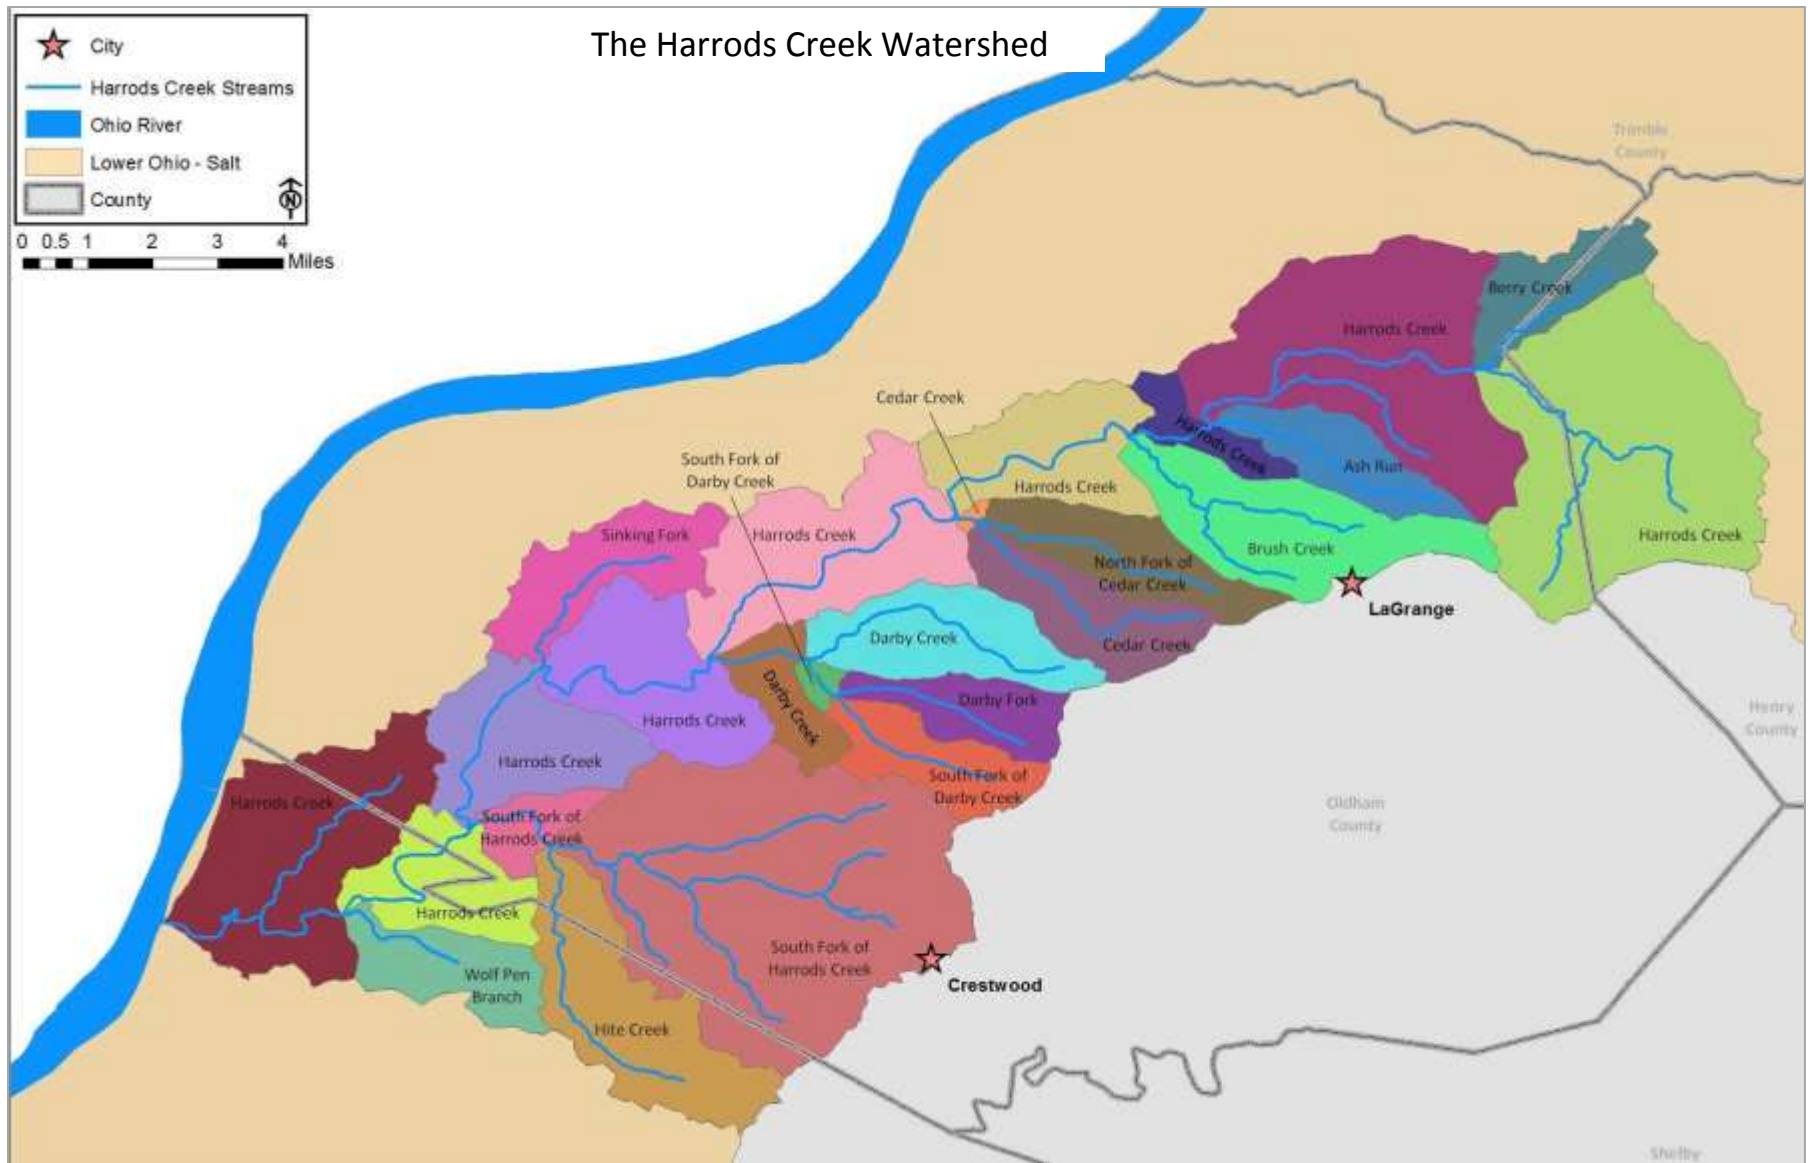 The Harrods Creek Watershed
City
Harrods Creek Streams
Ohio River
Lower Ohio - Salt
County
N
0 0.5 1 2 3 4
Miles
Trimble
County
Berry Creek
Harrods Creek
Cedar Creek
Harrods Creek
Ash Run
South Fork of
Darby Creek
Harrods Creek
Sinking Fork
Harrods Creek
Harrods Creek
Brush Creek
North Fork of
Cedar Creek
LaGrange
Darby Creek
Cedar Creek
Darby Fork
Darby Creek
Harrods Creek
Henry
County
Harrods Creek
South Fork of
Darby Creek
Harrods Creek
South Fork of
Harrods Creek
Oldham
County
Harrods Creek
South Fork of
Harrods Creek
Wolf Pen
Branch
Crestwood
Hite Creek
Shelby